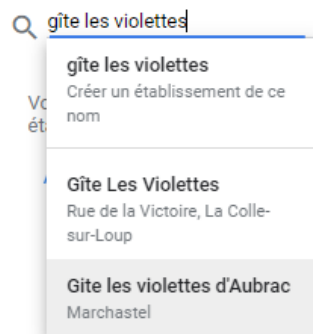 gîte les violettes
gîte les violettes
Créer un établissement de ce
nom
Gîte Les Violettes
Rue de la Victoire, La Colle-
sur-Loup
Gite les violettes d'Aubrac
Marchastel